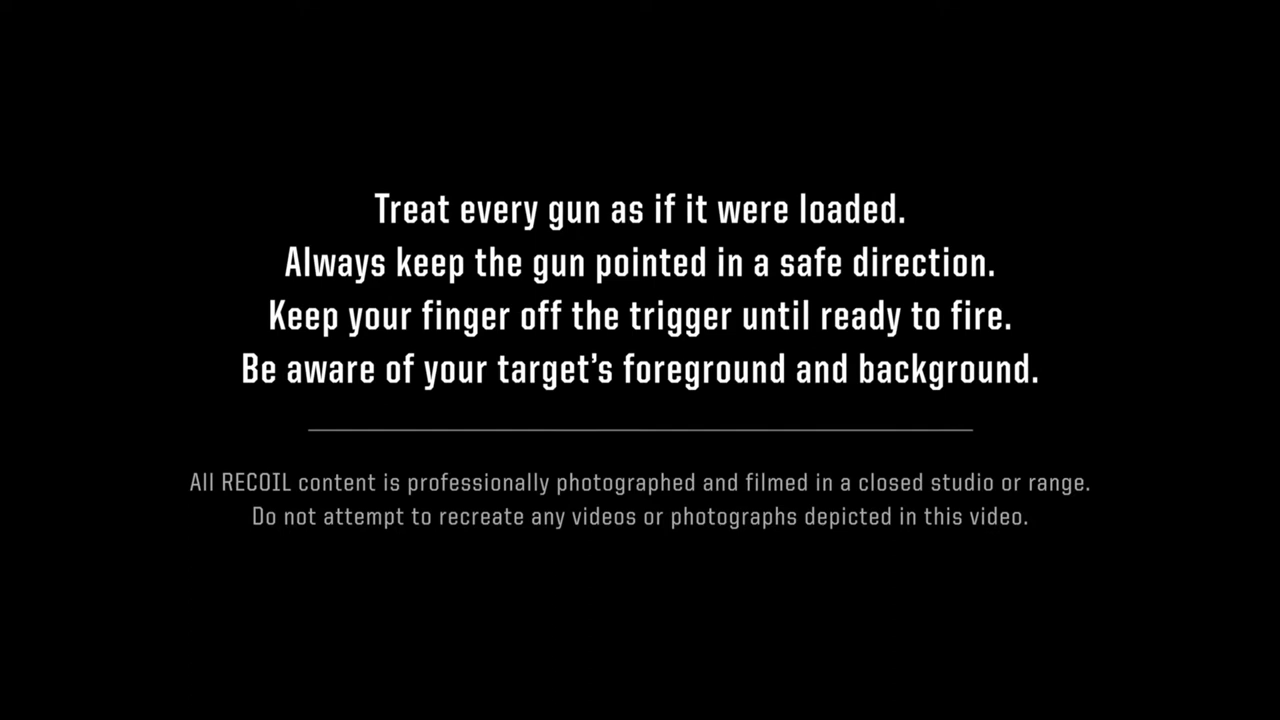 Treat every gun as if it were loaded.
Always keep the gun pointed in a safe direction.
Keep your finger off the trigger until ready to fire.
Be aware of your target’s foreground and background.
All RECOIL content is professionally photographed and filmed in a closed studio or range.
Do not attempt to recreate any videos or photographs depicted in this video.